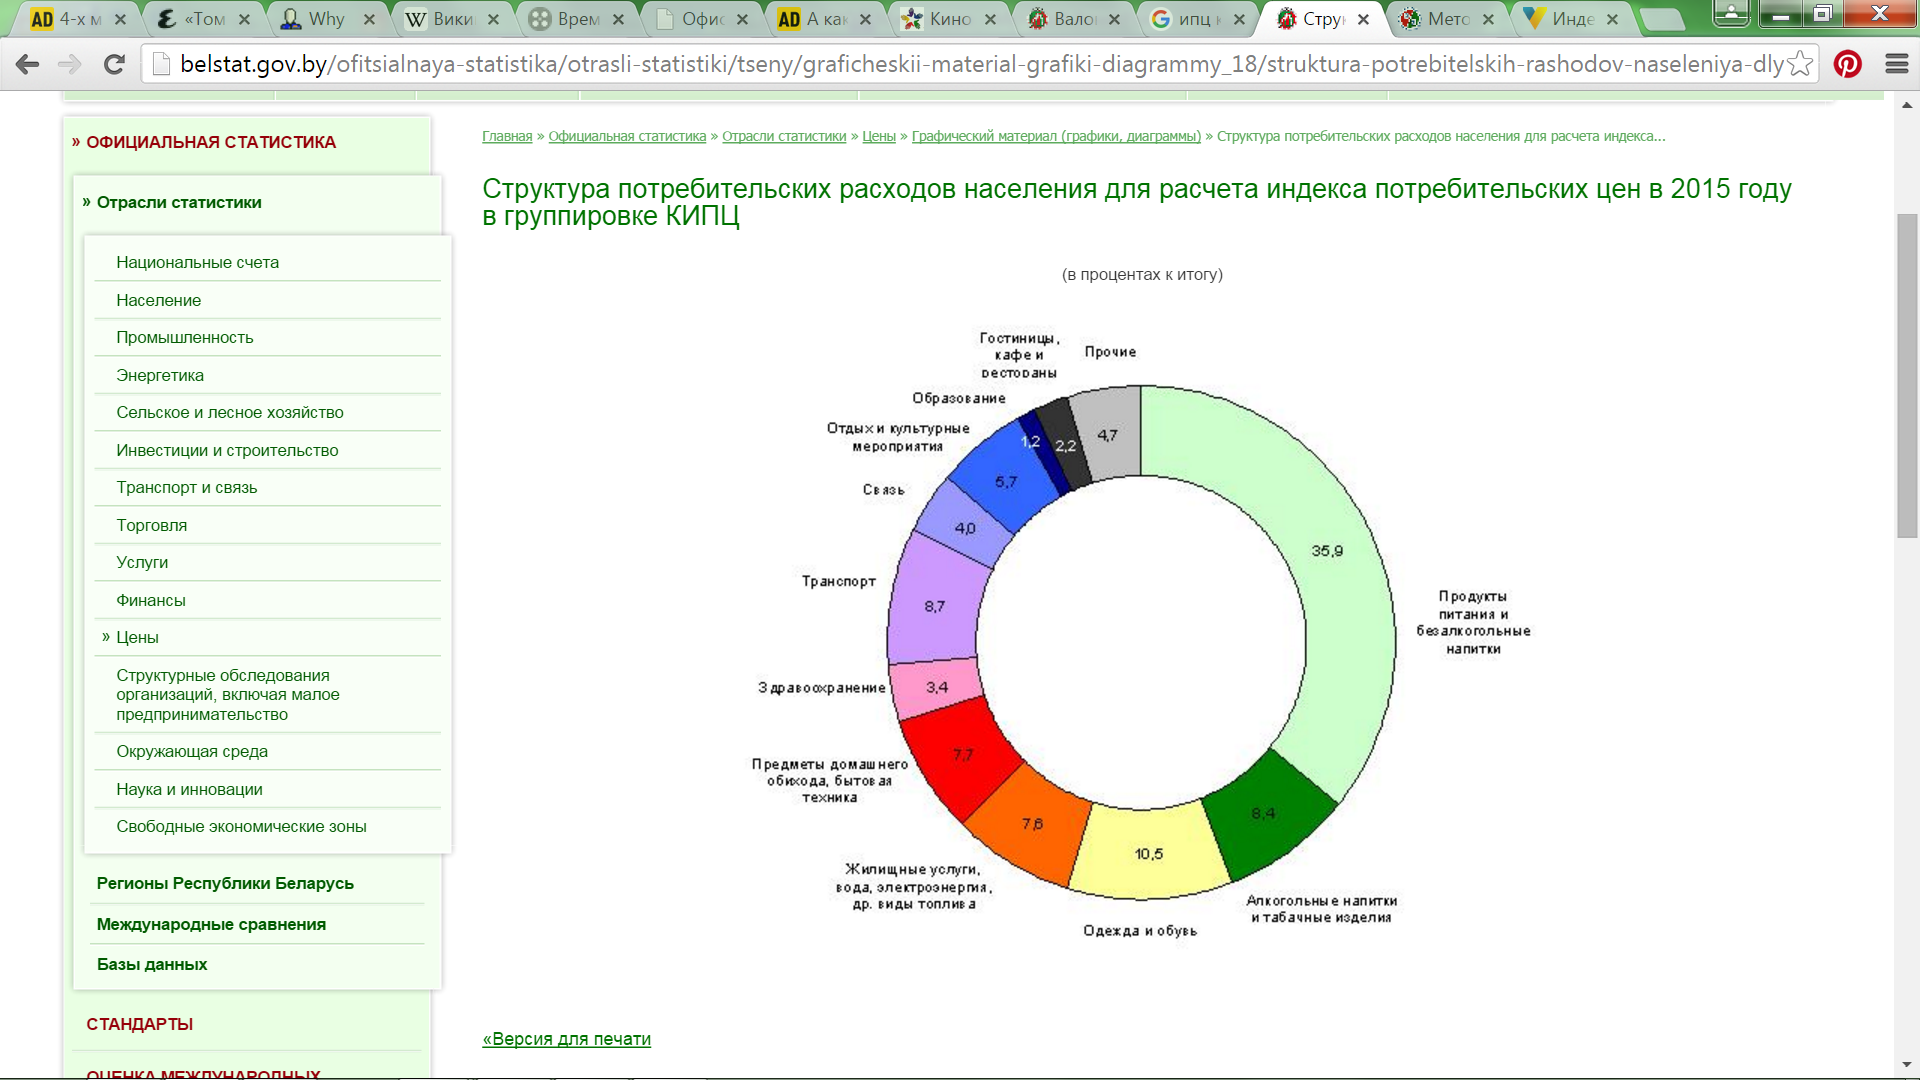 4-х м
«Том
Why
Вики
Врем
Офис
А как
Кино
Вало
ипц к
Струк
Мето
Инде
belstat.gov.by/ofitsialnaya-statistika/otrasli-statistiki/tseny/graficheskii-material-grafiki-diagrammy_18/struktura-potrebitelskih-rashodov-naseleniya-dly
» ОФИЦИАЛЬНАЯ СТАТИСТИКА
» Отрасли статистики
Национальные счета
Население
Промышленность
Энергетика
Сельское и лесное хозяйство
Инвестиции и строительство
Транспорт и связь
Торговля
Услуги
Финансы
» Цены
Структурные обследования
организаций, включая малое
предпринимательство
Окружающая среда
Наука и инновации
Свободные экономические зоны
Регионы Республики Беларусь
Международные сравнения
Базы данных
СТАНДАРТЫ
ОЦЕНКА МЕЖДУНАРОДНЫХ
Главная » Официальная статистика » Отрасли статистики » Цены » Графический материал (графики, диаграммы) » Структура потребительских расходов населения для расчета индекса...
Структура потребительских расходов населения для расчета индекса потребительских цен в 2015 году
в группировке КИПЦ
(в процентах к итогу)
Гостиницы,
кафе и
рестораны
Прочие
Образование
Отдых и культурные
мероприятия
Связь
Транспорт
Здравоохранение
Предметы домашнего
обихода, бытовая
техника
Жилищные услуги,
вода, электроэнергия,
др. виды топлива
Одежда и обувь
Алкогольные напитки
и табачные изделия
Продукты
питания и
безалкогольные
напитки
4,7
2,2
1,2
5,7
4,0
8,7
3,4
7,7
7,6
10,5
8,4
35,9
«Версия для печати